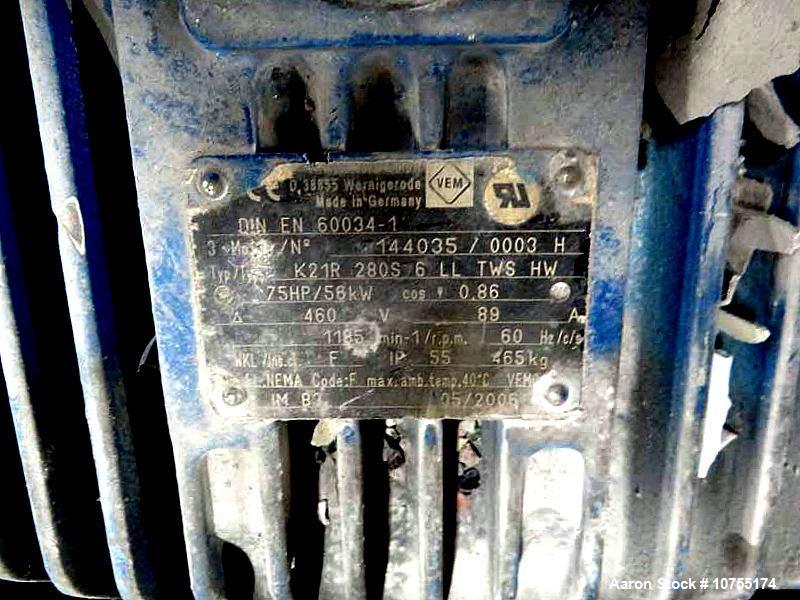 D.38855 Wernigerode
Made in Germany
VEM
DIN EN 60034-1
3 /N° 144035 / 0003 H
Typ/ K21R 280S 6 LL TWS HW
75HP/56kW cos φ 0,86
Δ 460 V 89 A
min-1/r.p.m. 60 Hz/c/s
F IP 55 465kg
NEMA Code:F max.amb.temp.40°C VEM
IM B3 05/2006
Aaron Stock # 10755174